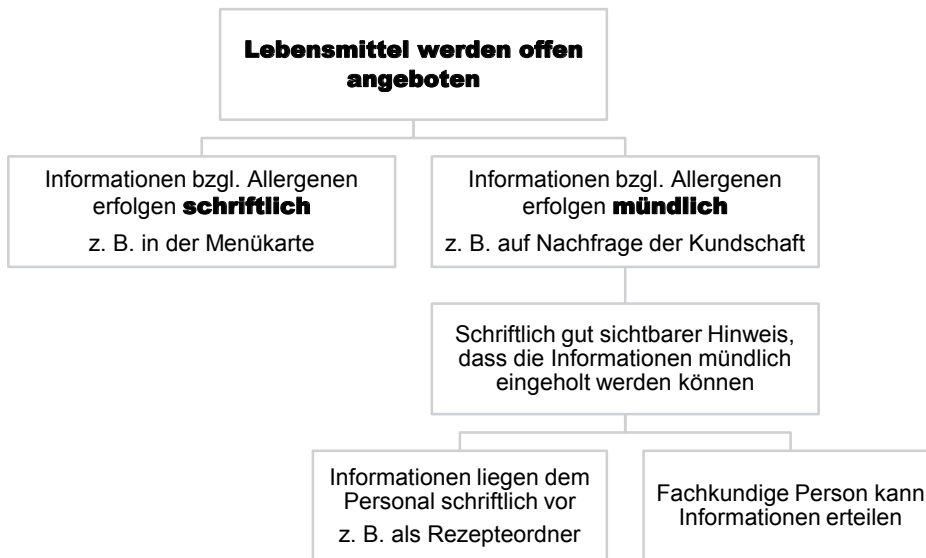 Lebensmittel werden offen
angeboten
Informationen bzgl. Allergenen
erfolgen schriftlich
z. B. in der Menükarte
Informationen bzgl. Allergenen
erfolgen mündlich
z. B. auf Nachfrage der Kundschaft
Schriftlich gut sichtbarer Hinweis,
dass die Informationen mündlich
eingeholt werden können
Informationen liegen dem
Personal schriftlich vor
z. B. als Rezepteordner
Fachkundige Person kann
Informationen erteilen